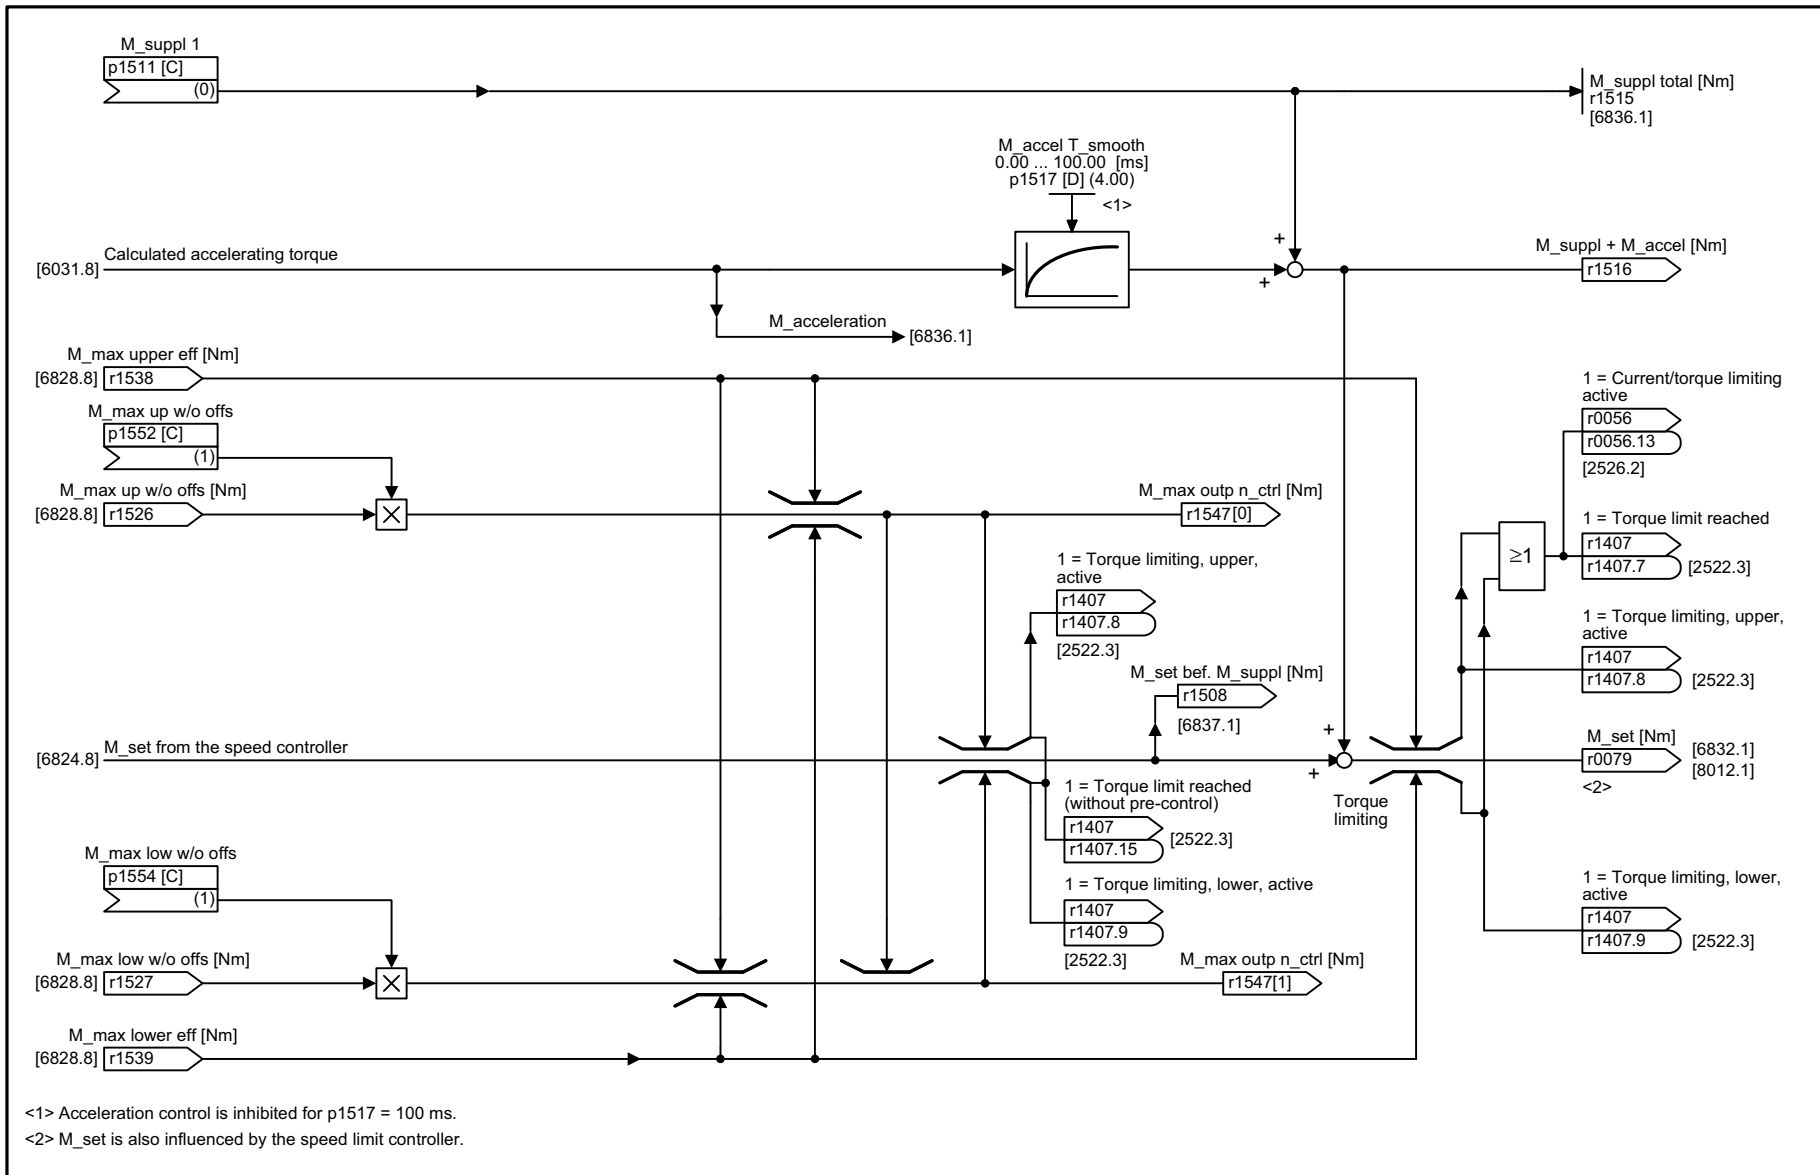 M_suppl 1
p1511 [C]
(0)
M_suppl total [Nm]
r1515
[6836.1]
M_accel T_smooth
0.00 ... 100.00 [ms]
p1517 [D] (4.00)
<1>
[6031.8]
Calculated accelerating torque
+
+
M_suppl + M_accel [Nm]
r1516
M_acceleration
[6836.1]
M_max upper eff [Nm]
[6828.8]
r1538
M_max up w/o offs
p1552 [C]
(1)
M_max up w/o offs [Nm]
[6828.8]
r1526
M_max outp n_ctrl [Nm]
r1547[0]
1 = Current/torque limiting
active
r0056
r0056.13
[2526.2]
≥1
1 = Torque limit reached
r1407
r1407.7
[2522.3]
1 = Torque limiting, upper,
active
r1407
r1407.8
[2522.3]
1 = Torque limiting, upper,
active
r1407
r1407.8
[2522.3]
M_set bef. M_suppl [Nm]
r1508
[6837.1]
[6824.8]
M_set from the speed controller
+
+
Torque
limiting
M_set [Nm]
r0079
[6832.1]
[8012.1]
<2>
1 = Torque limit reached
(without pre-control)
r1407
r1407.15
[2522.3]
M_max low w/o offs
p1554 [C]
(1)
1 = Torque limiting, lower, active
r1407
r1407.9
[2522.3]
1 = Torque limiting, lower,
active
r1407
r1407.9
[2522.3]
M_max low w/o offs [Nm]
[6828.8]
r1527
M_max outp n_ctrl [Nm]
r1547[1]
M_max lower eff [Nm]
[6828.8]
r1539
<1> Acceleration control is inhibited for p1517 = 100 ms.
<2> M_set is also influenced by the speed limit controller.